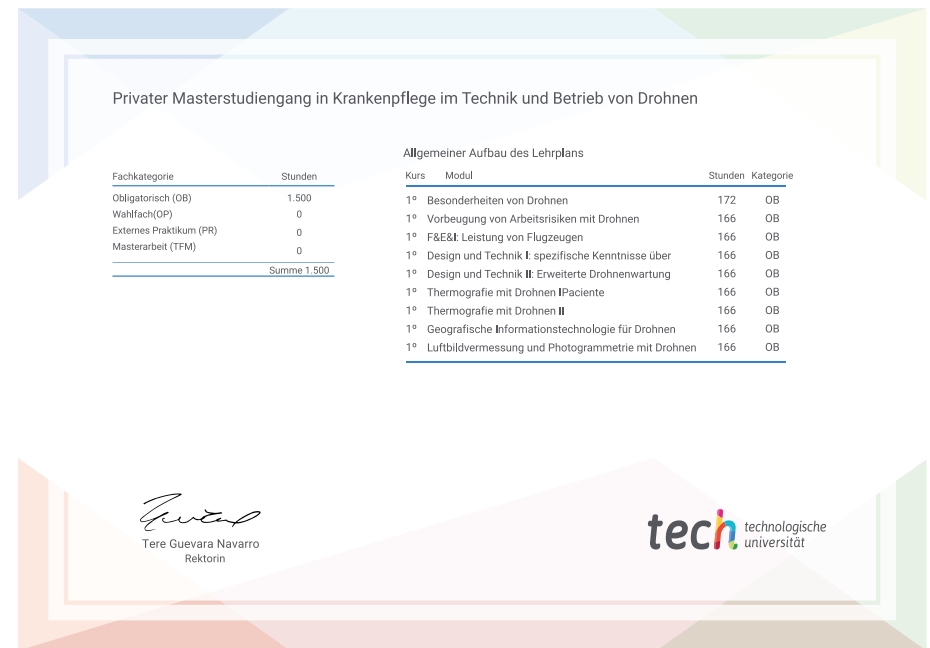 Privater Masterstudiengang in Krankenpflege im Technik und Betrieb von Drohnen
Fachkategorie Stunden
Obligatorisch (OB) 1.500
Wahlfach(OP) 0
Externes Praktikum (PR) 0
Masterarbeit (TFM) 0
Summe 1.500
Allgemeiner Aufbau des Lehrplans
Kurs Modul Stunden Kategorie
1º Besonderheiten von Drohnen 172 OB
1º Vorbeugung von Arbeitsrisiken mit Drohnen 166 OB
1º F&E&I: Leistung von Flugzeugen 166 OB
1º Design und Technik I: spezifische Kenntnisse über 166 OB
1º Design und Technik II: Erweiterte Drohnenwartung 166 OB
1º Thermografie mit Drohnen IPaciente 166 OB
1º Thermografie mit Drohnen II 166 OB
1º Geografische Informationstechnologie für Drohnen 166 OB
1º Luftbildvermessung und Photogrammetrie mit Drohnen 166 OB
Tere Guevara Navarro
Rektorin
tech technologische
universität